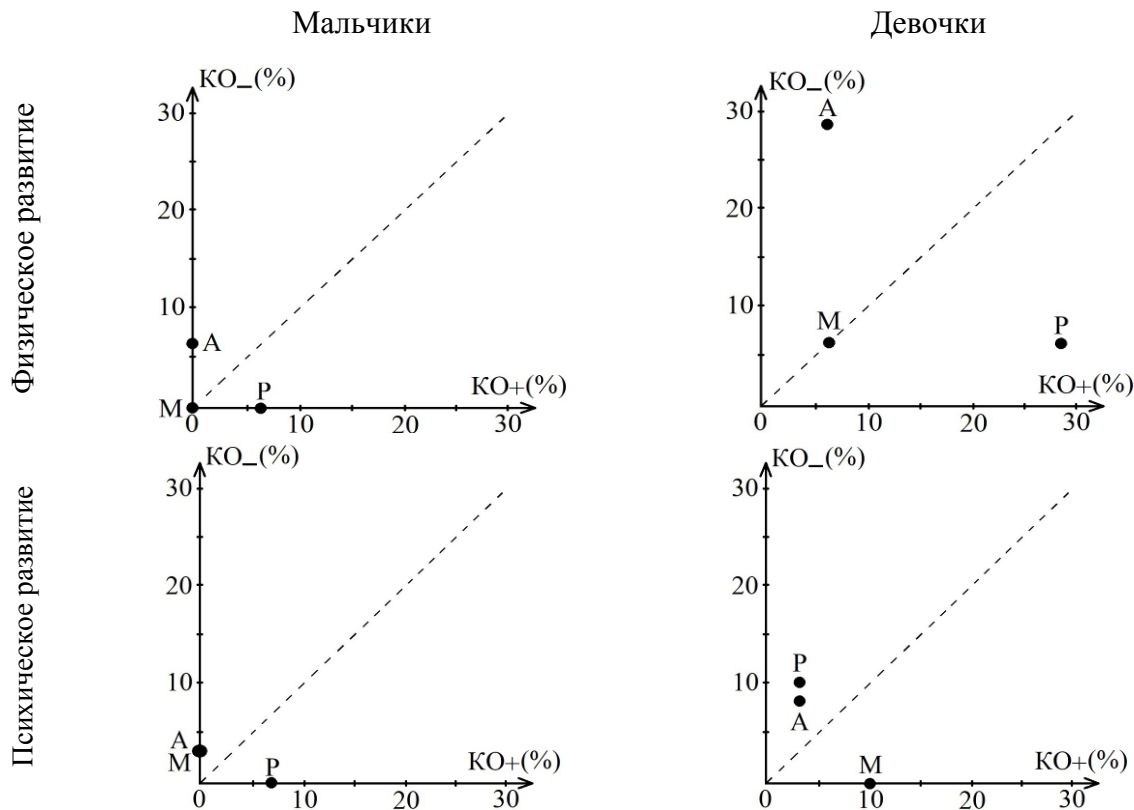 Мальчики
Девочки
Физическое развитие
КО_(%)
30
20
10
А
М
Р
КО+(%)
0
10
20
30
КО_(%)
30
А
20
10
М
Р
КО+(%)
0
10
20
30
Психическое развитие
КО_(%)
30
20
10
А
М
Р
КО+(%)
0
10
20
30
КО_(%)
30
20
Р
10
А
М
КО+(%)
0
10
20
30